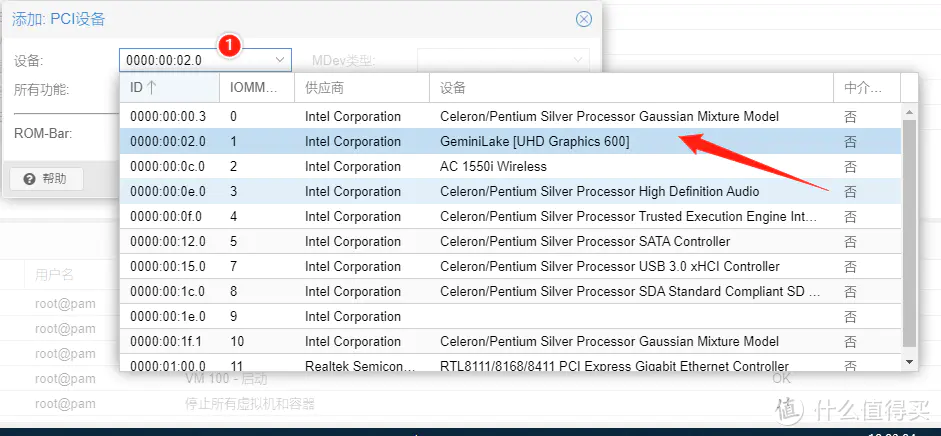 添加: PCI设备
设备: 0000:00:02.0 1 MDev类型:
所有功能:
ROM-Bar:
帮助
ID IOMM... 供应商 设备 中介...
0000:00:00.3 0 Intel Corporation Celeron/Pentium Silver Processor Gaussian Mixture Model 否
0000:00:02.0 1 Intel Corporation GeminiLake [UHD Graphics 600] 否
0000:00:0c.0 2 Intel Corporation AC 1550i Wireless 否
0000:00:0e.0 3 Intel Corporation Celeron/Pentium Silver Processor High Definition Audio 否
0000:00:0f.0 4 Intel Corporation Celeron/Pentium Silver Processor Trusted Execution Engine Int... 否
0000:00:12.0 5 Intel Corporation Celeron/Pentium Silver Processor SATA Controller 否
0000:00:15.0 7 Intel Corporation Celeron/Pentium Silver Processor USB 3.0 xHCI Controller 否
0000:00:1c.0 8 Intel Corporation Celeron/Pentium Silver Processor SDA Standard Compliant SD ... 否
0000:00:1e.0 9 Intel Corporation 否
0000:00:1f.1 10 Intel Corporation Celeron/Pentium Silver Processor Gaussian Mixture Model 否
0000:01:00.0 11 Realtek Semicon... RTL8111/8168/8411 PCI Express Gigabit Ethernet Controller 否
用户名
root@pam
root@pam
root@pam
root@pam VM 100 - 启动 OK
root@pam 停止所有虚拟机和容器
值 什么值得买